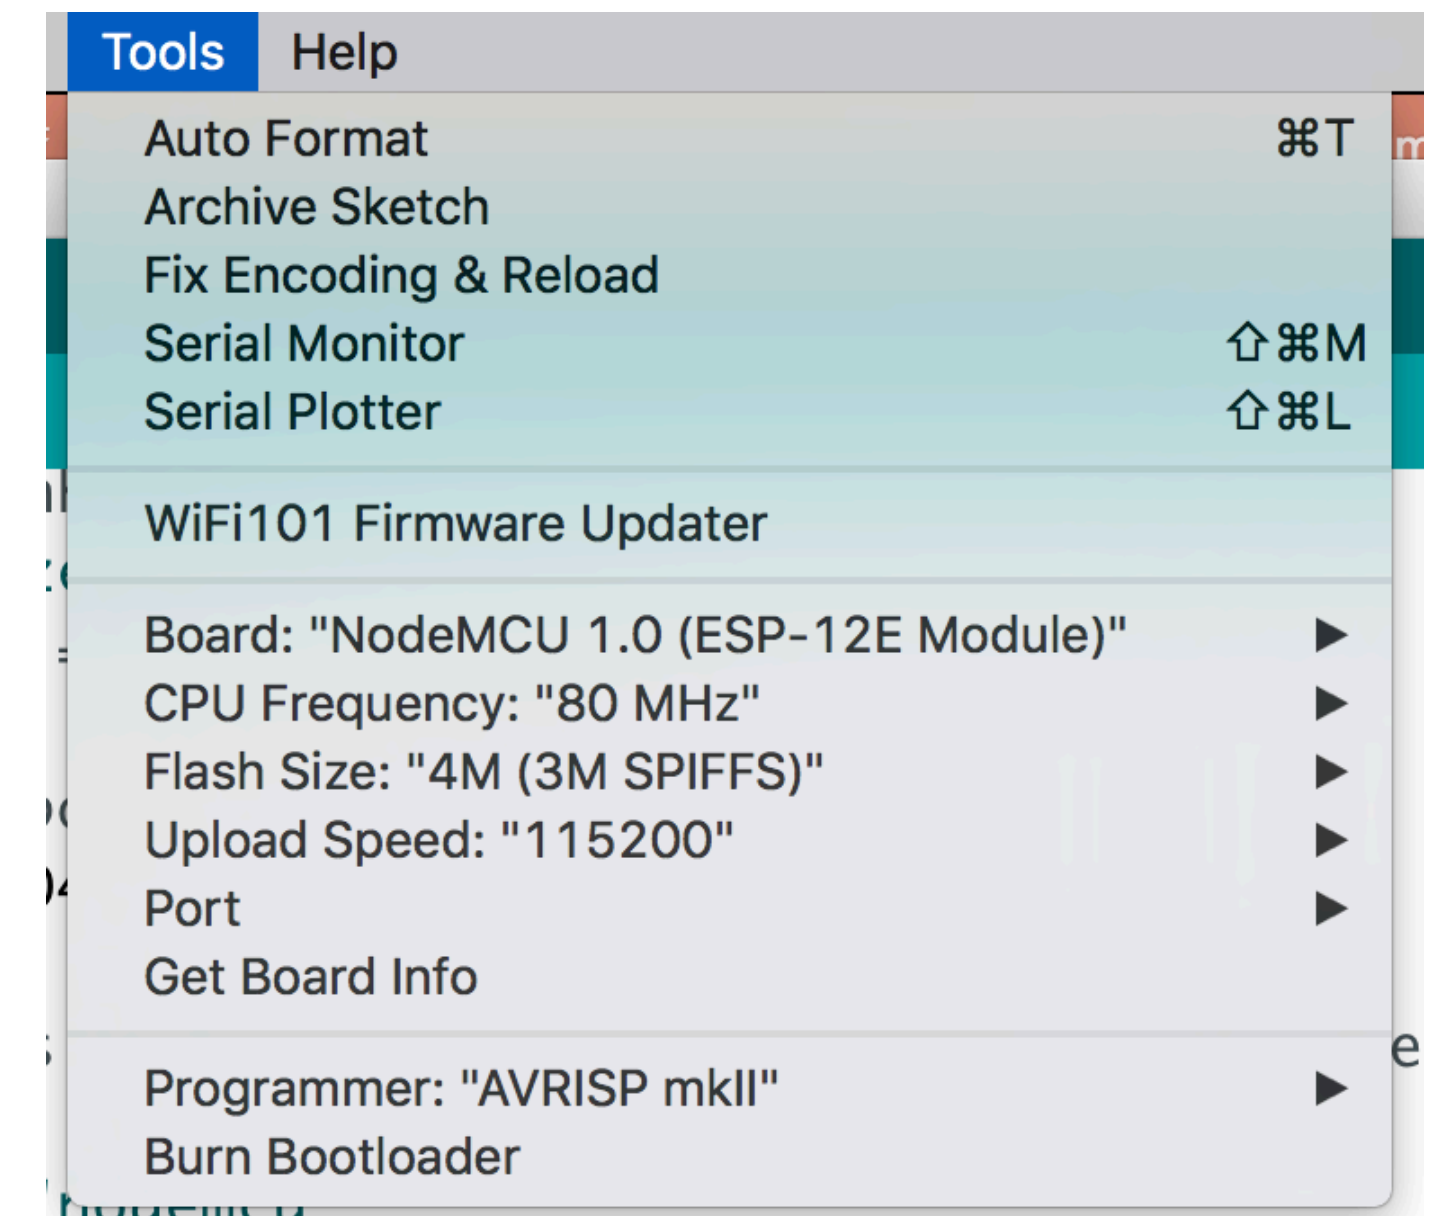 Tools Help
Auto Format ⌘T
Archive Sketch
Fix Encoding & Reload
Serial Monitor ⇧⌘M
Serial Plotter ⇧⌘L
WiFi101 Firmware Updater
Board: "NodeMCU 1.0 (ESP-12E Module)"
CPU Frequency: "80 MHz"
Flash Size: "4M (3M SPIFFS)"
Upload Speed: "115200"
Port
Get Board Info
Programmer: "AVRISP mkII"
Burn Bootloader